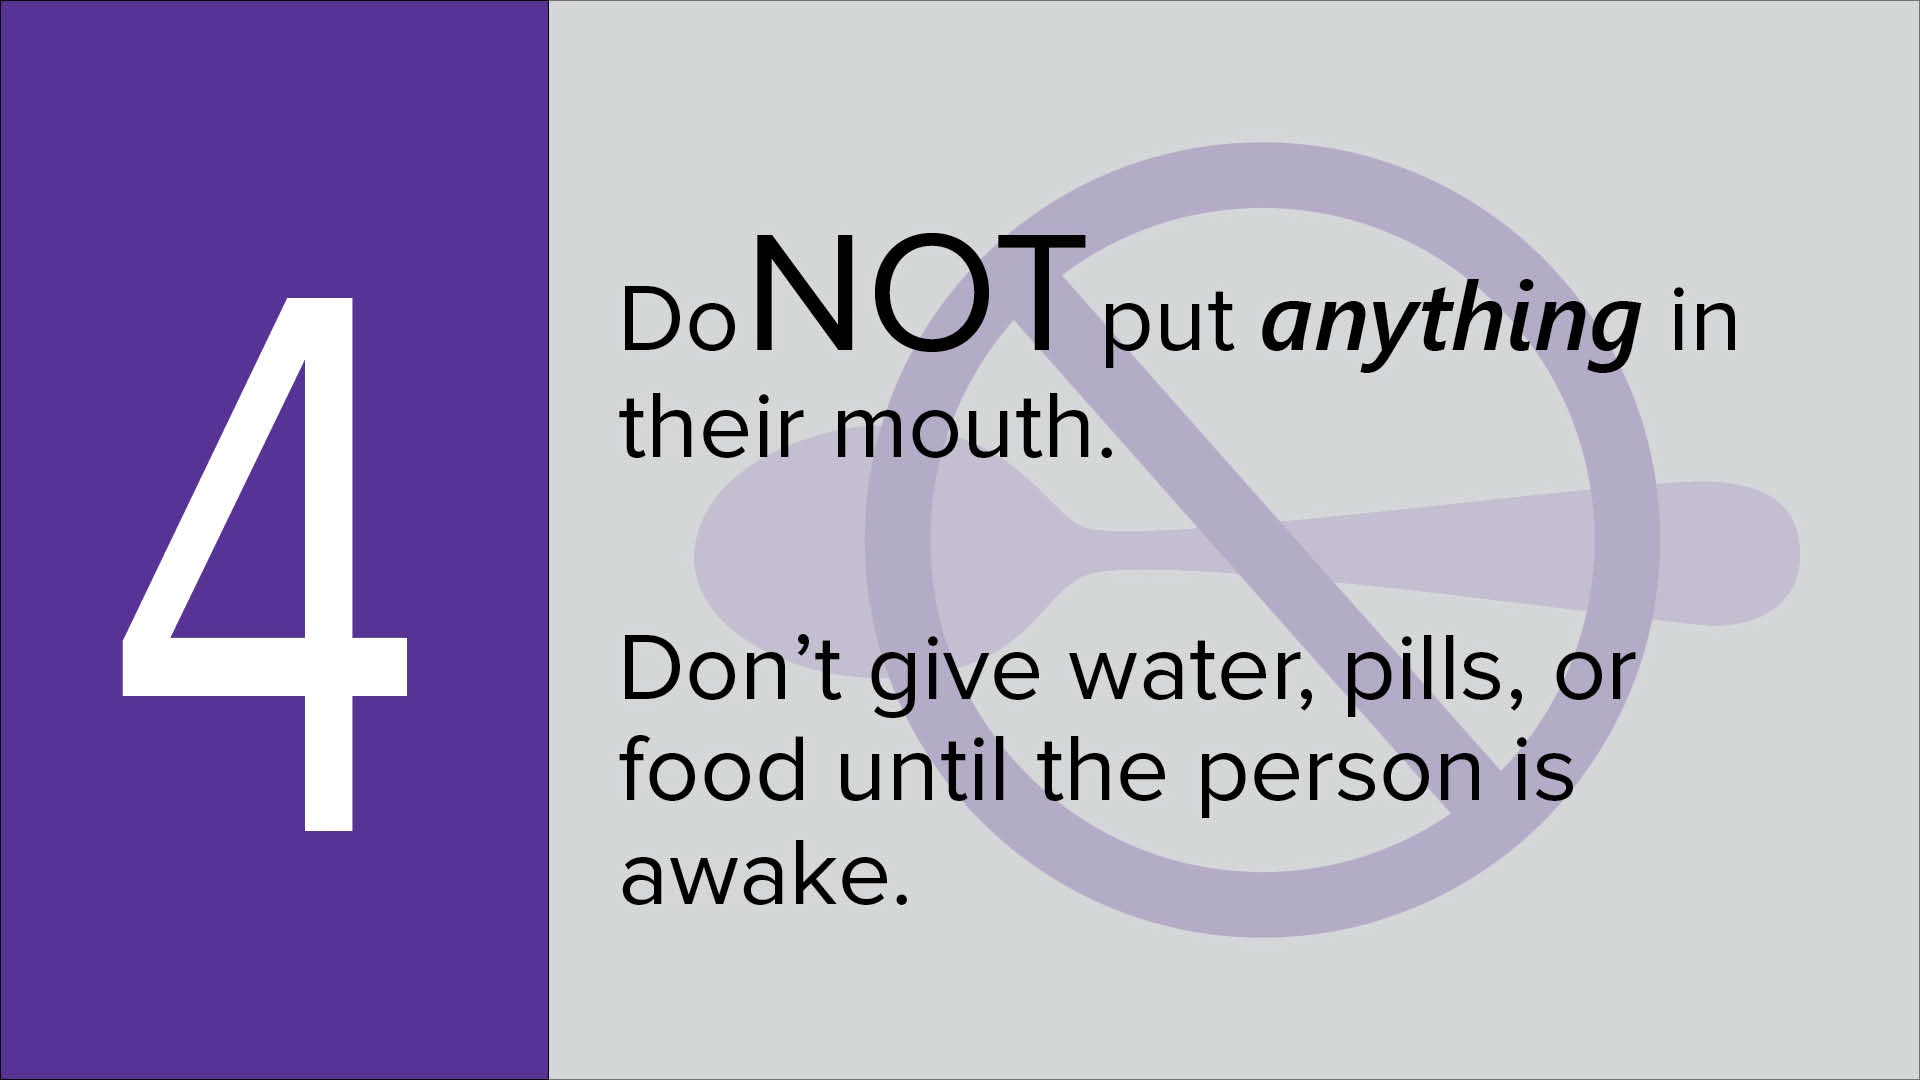 4
Do NOT put anything in
their mouth.
Don’t give water, pills, or
food until the person is
awake.